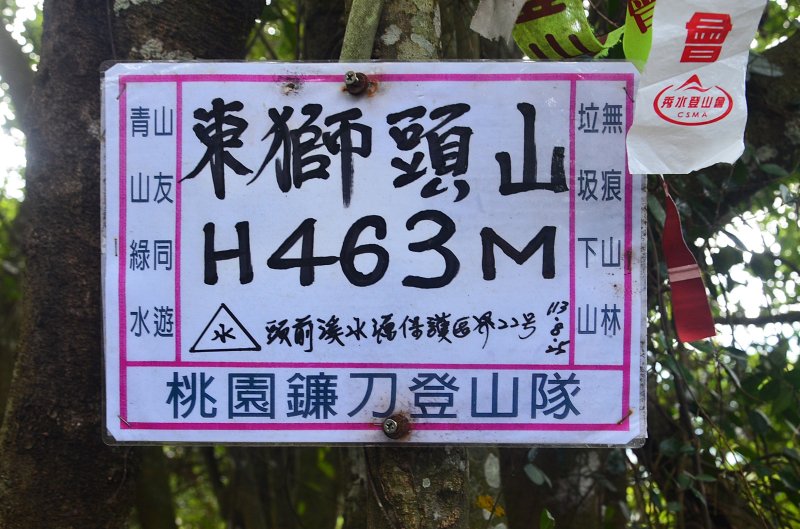 會
秀水登山會
CSMA
東獅頭山
H463M
水 頭前溪水源保護區界22号
113.8.25
青山綠水
山友同遊
無痕山林
垃圾下山
桃園鐮刀登山隊